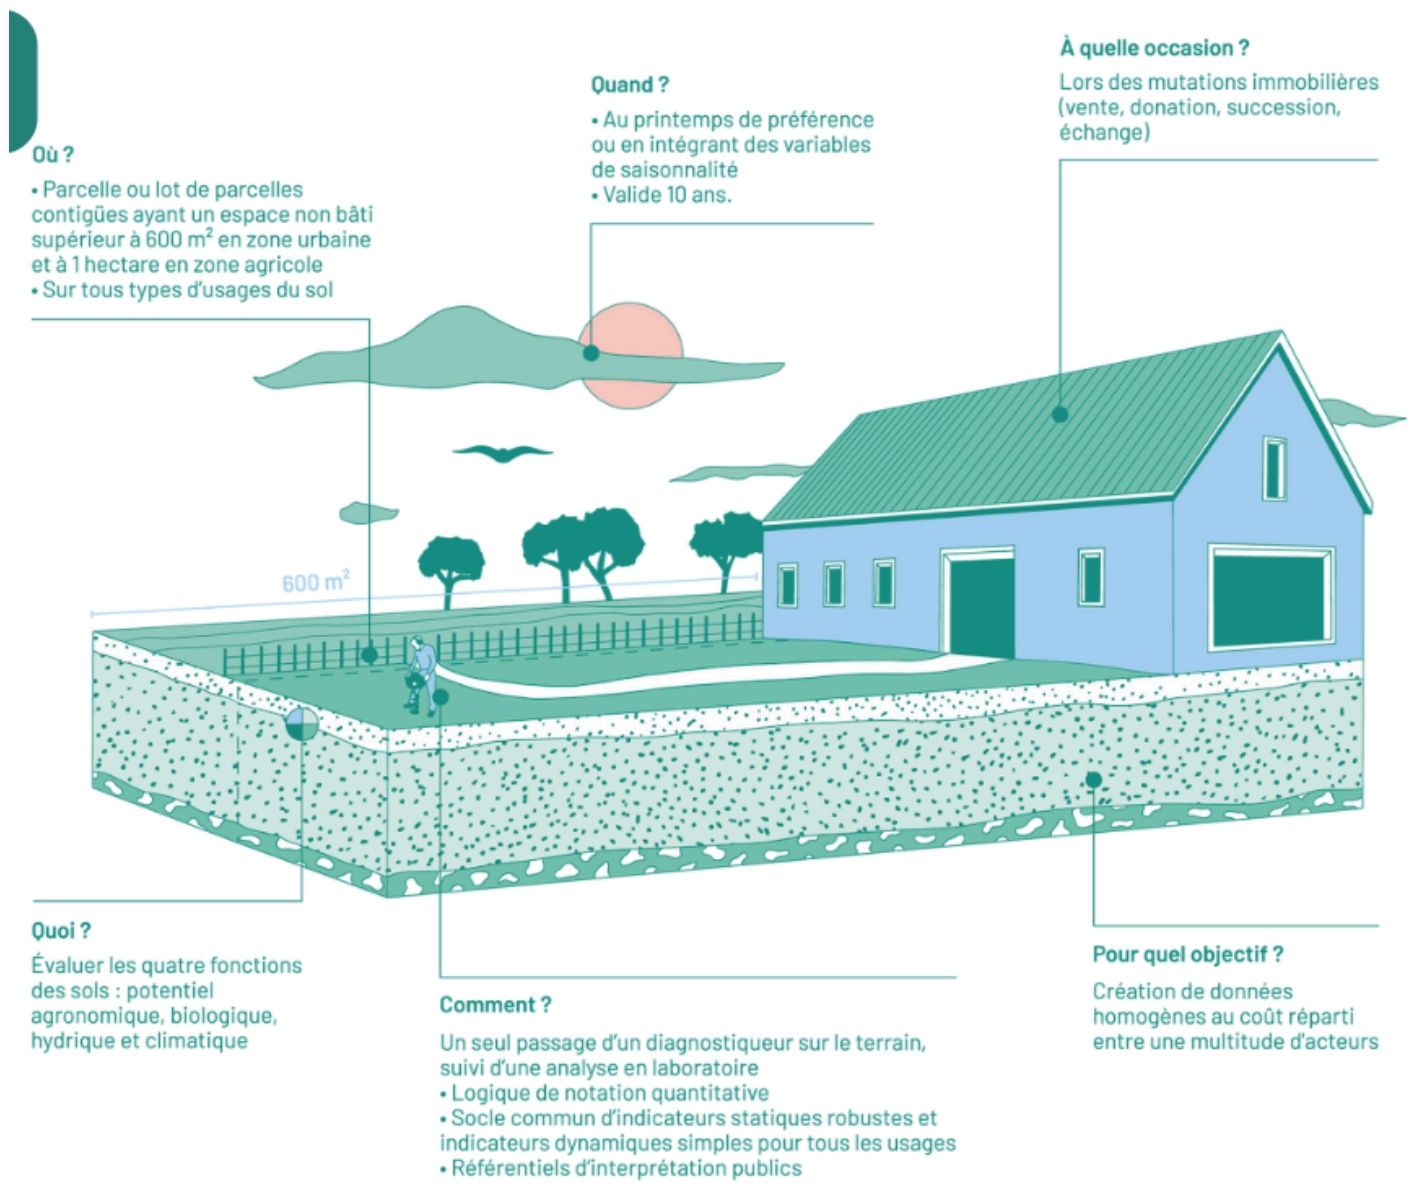 À quelle occasion ?
Lors des mutations immobilières
(vente, donation, succession,
échange)
Quand ?
• Au printemps de préférence
ou en intégrant des variables
de saisonnalité
• Valide 10 ans.
Où ?
• Parcelle ou lot de parcelles
contigües ayant un espace non bâti
supérieur à 600 m² en zone urbaine
et à 1 hectare en zone agricole
• Sur tous types d'usages du sol
600 m²
Quoi ?
Évaluer les quatre fonctions
des sols : potentiel
agronomique, biologique,
hydrique et climatique
Comment ?
Un seul passage d'un diagnostiqueur sur le terrain,
suivi d'une analyse en laboratoire
• Logique de notation quantitative
• Socle commun d'indicateurs statiques robustes et
indicateurs dynamiques simples pour tous les usages
• Référentiels d'interprétation publics
Pour quel objectif ?
Création de données
homogènes au coût réparti
entre une multitude d'acteurs